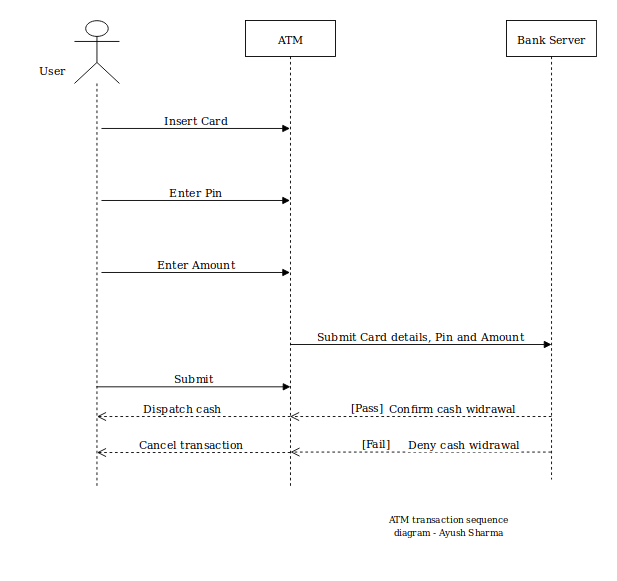 ATM
Bank Server
User
Insert Card
Enter Pin
Enter Amount
Submit Card details, Pin and Amount
Submit
Dispatch cash
[Pass] Confirm cash widrawal
Cancel transaction
[Fail] Deny cash widrawal
ATM transaction sequence
diagram - Ayush Sharma